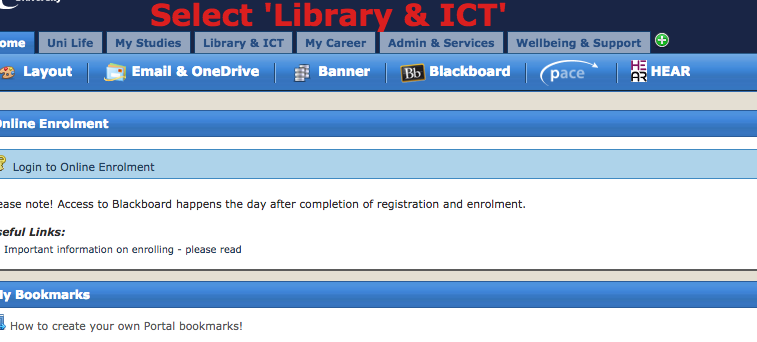 Select 'Library & ICT'
ome Uni Life My Studies Library & ICT My Career Admin & Services Wellbeing & Support
Layout Email & OneDrive Banner Bb Blackboard pace HEAR HEAR
nline Enrolment
Login to Online Enrolment
ease note! Access to Blackboard happens the day after completion of registration and enrolment.
seful Links:
Important information on enrolling - please read
y Bookmarks
How to create your own Portal bookmarks!